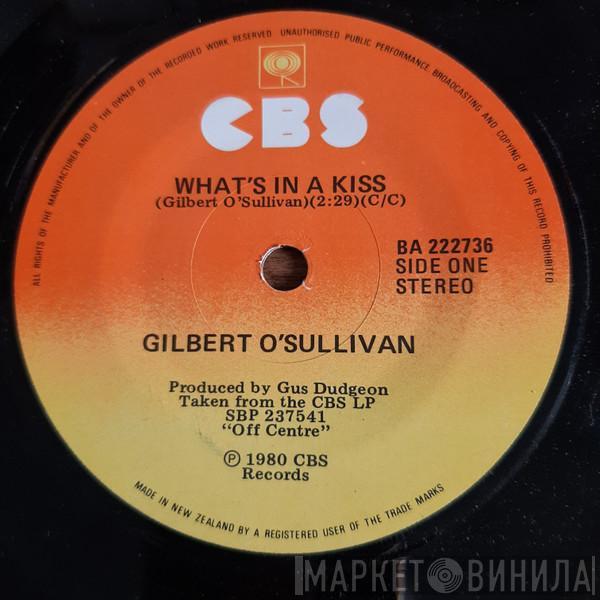 ALL RIGHTS OF THE MANUFACTURER AND OF THE OWNER OF THE RECORDED WORK RESERVED UNAUTHORISED PUBLIC PERFORMANCE BROADCASTING AND COPYING OF THIS RECORD PROHIBITED
CBS
WHAT'S IN A KISS
(Gilbert O'Sullivan)(2:29)(C/C)
BA 222736
SIDE ONE
STEREO
GILBERT O'SULLIVAN
Produced by Gus Dudgeon
Taken from the CBS LP
SBP 237541
"Off Centre"
Ⓟ 1980 CBS
Records
MADE IN NEW ZEALAND BY A REGISTERED USER OF THE TRADE MARKS
МАРКЕТ ВИНИЛА